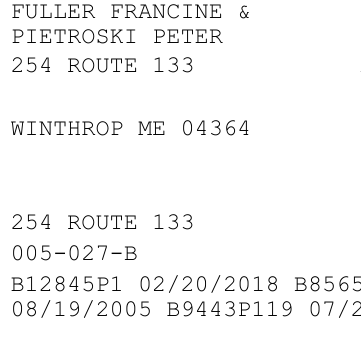 FULLER FRANCINE &
PIETROSKI PETER
254 ROUTE 133
WINTHROP ME 04364
254 ROUTE 133
005-027-B
B12845P1 02/20/2018 B8565
08/19/2005 B9443P119 07/2